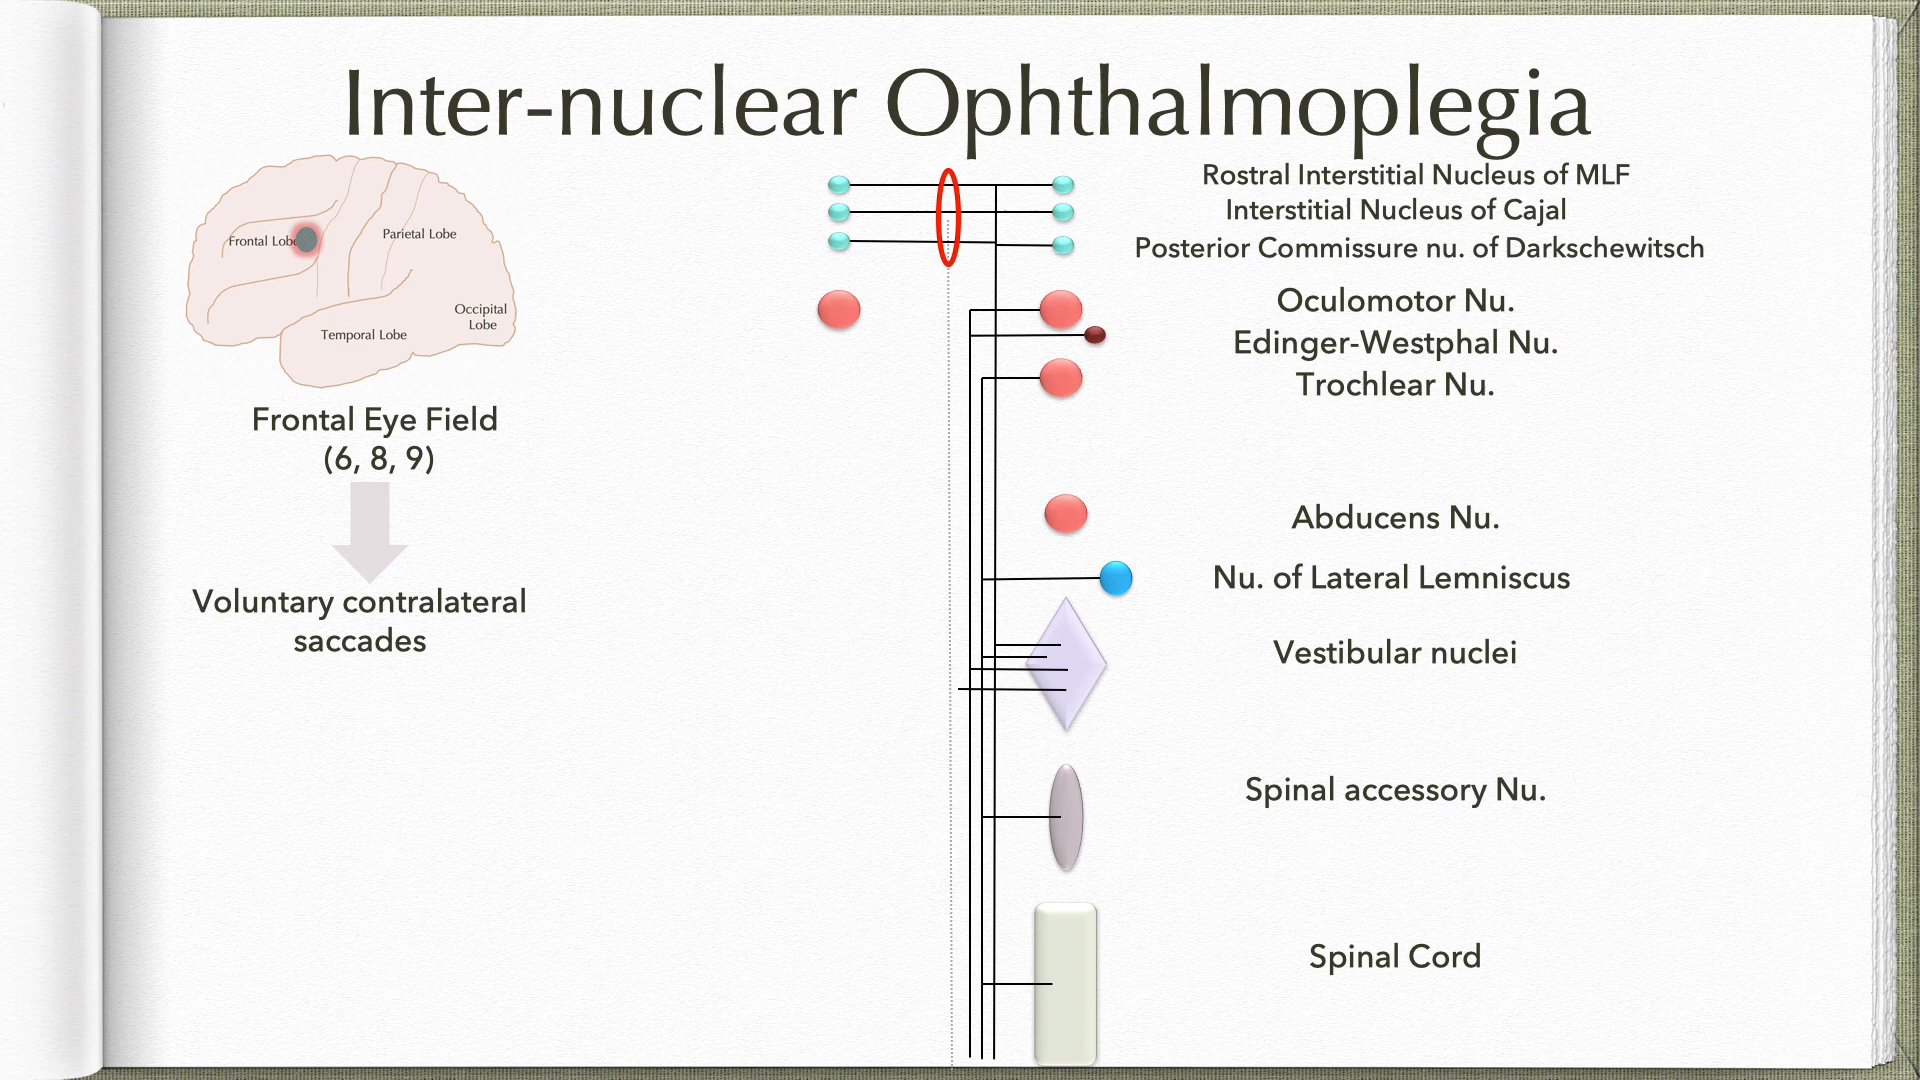 Inter-nuclear Ophthalmoplegia
Frontal Lobe
Parietal Lobe
Occipital
Lobe
Temporal Lobe
Frontal Eye Field
(6, 8, 9)
Voluntary contralateral
saccades
Rostral Interstitial Nucleus of MLF
Interstitial Nucleus of Cajal
Posterior Commissure nu. of Darkschewitsch
Oculomotor Nu.
Edinger-Westphal Nu.
Trochlear Nu.
Abducens Nu.
Nu. of Lateral Lemniscus
Vestibular nuclei
Spinal accessory Nu.
Spinal Cord